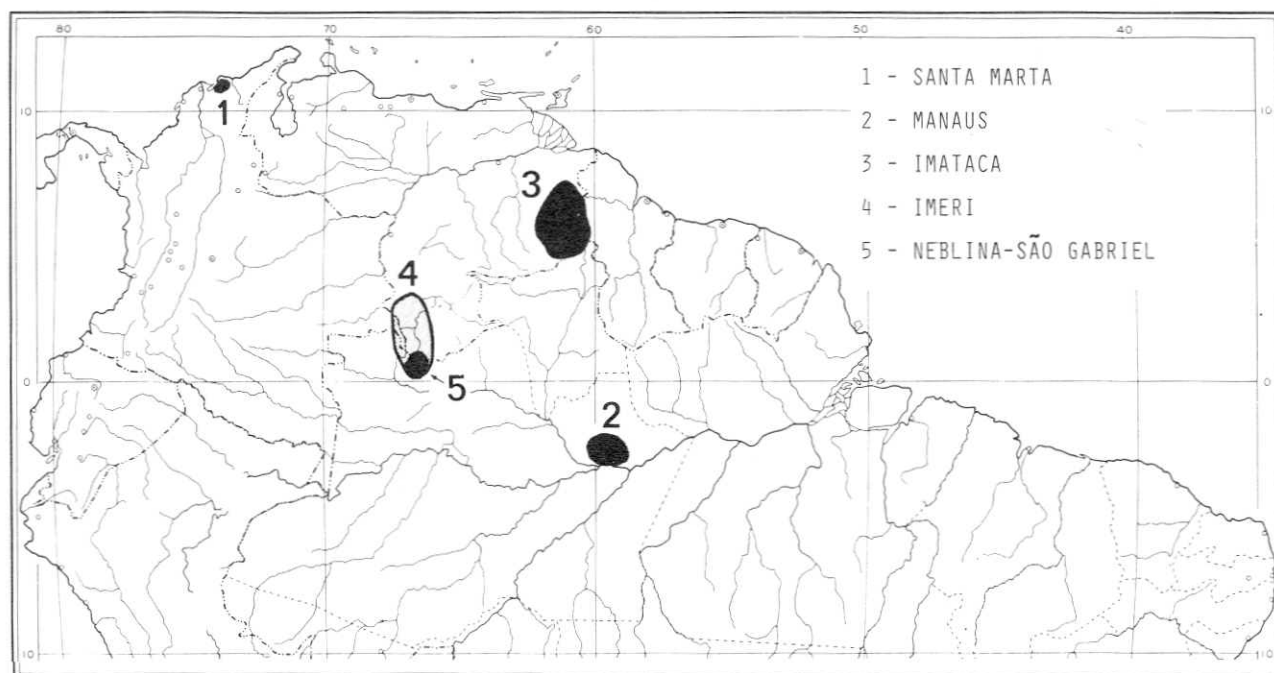 80 70 60 50 40
1 - SANTA MARTA
2 - MANAUS
3 - IMATACA
4 - IMERI
5 - NEBLINA-SÃO GABRIEL
10 10
1
3
4
0 0
5
2
10 10